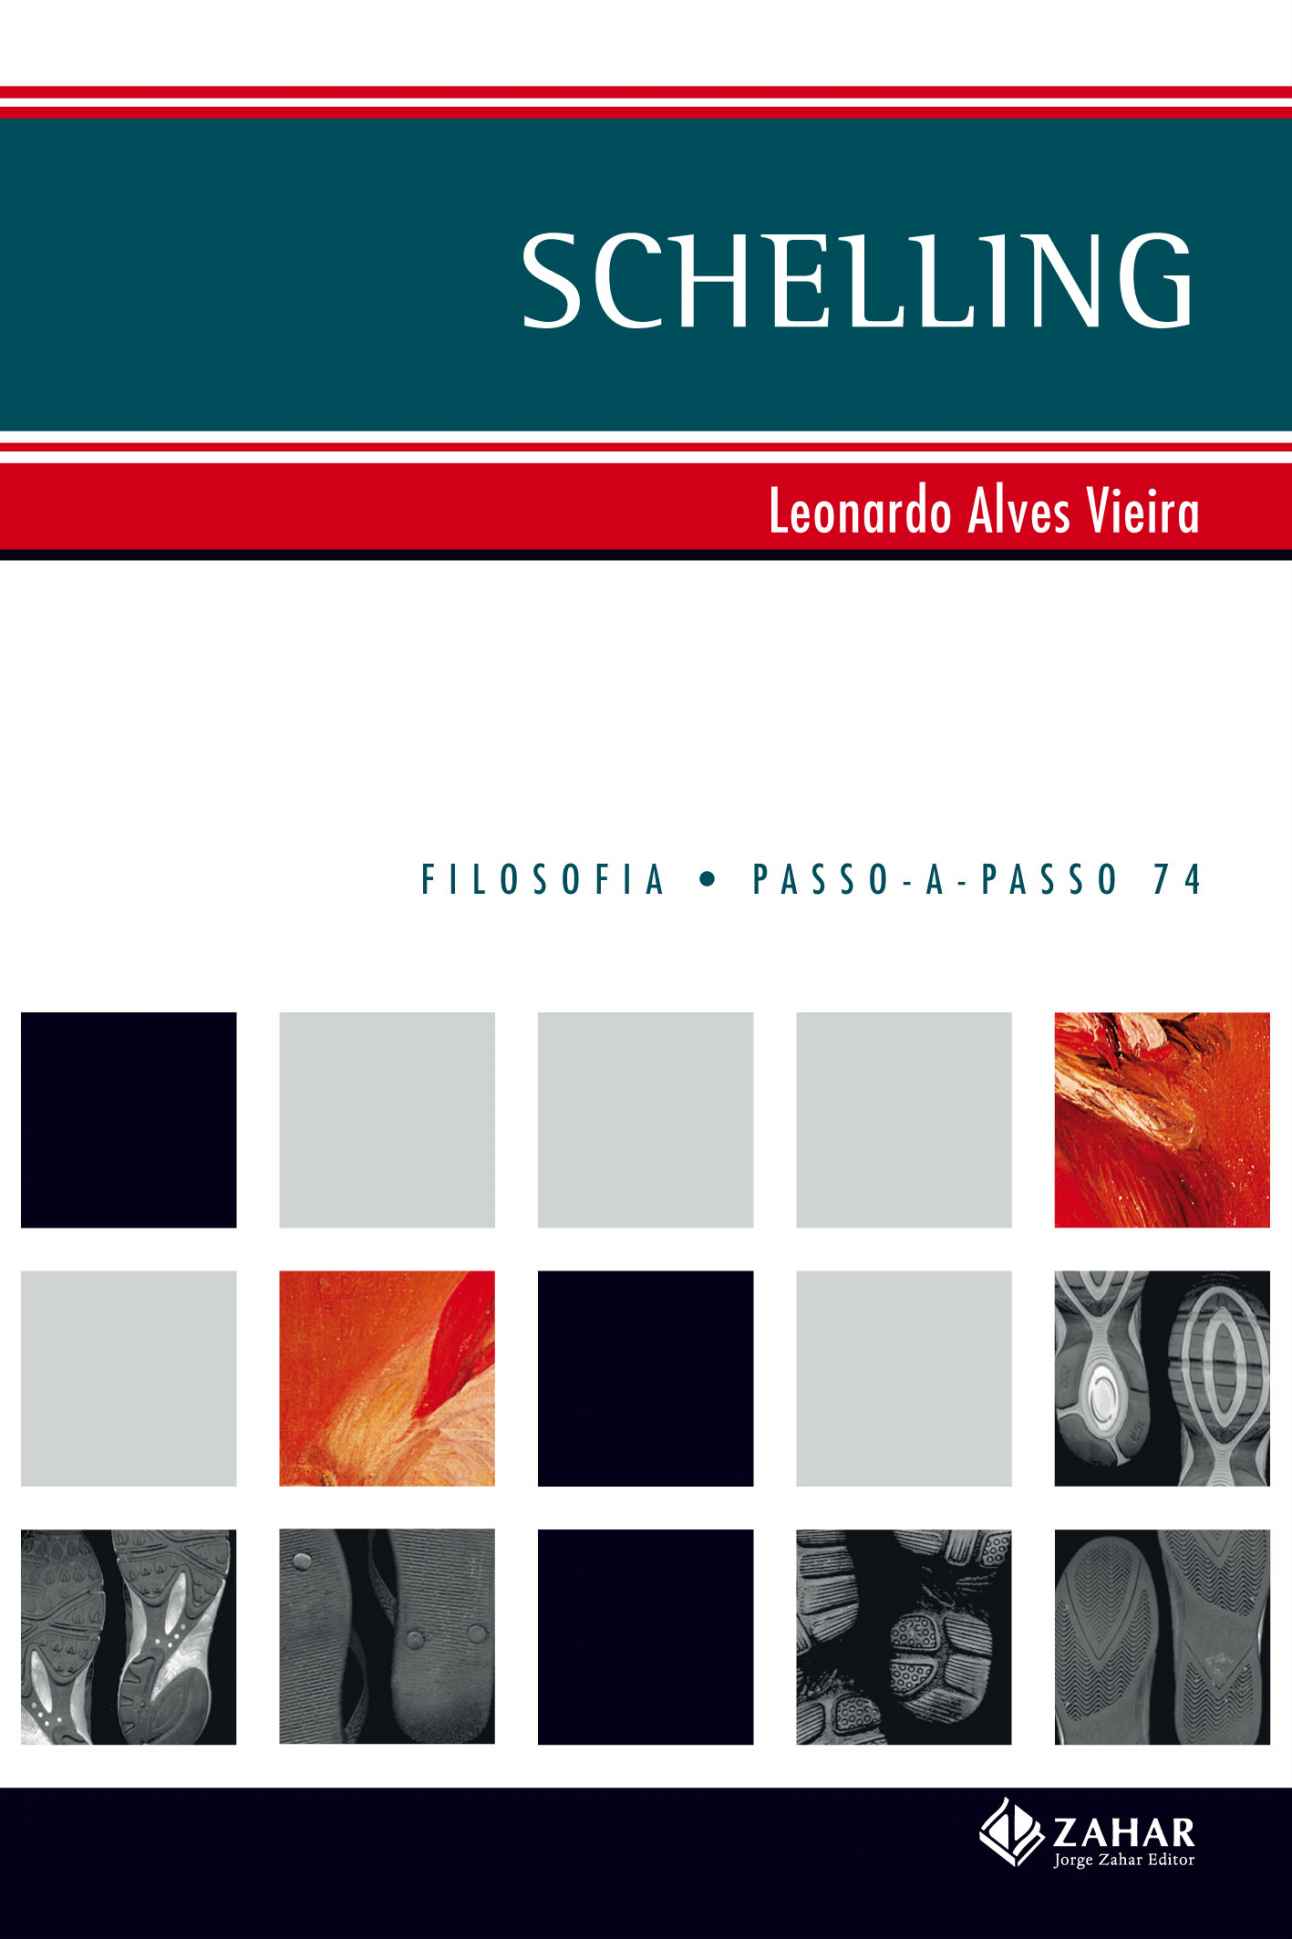 SCHELLING
Leonardo Alves Vieira
FILOSOFIA • PASSO-A-PASSO 74
ZAHAR
Jorge Zahar Editor